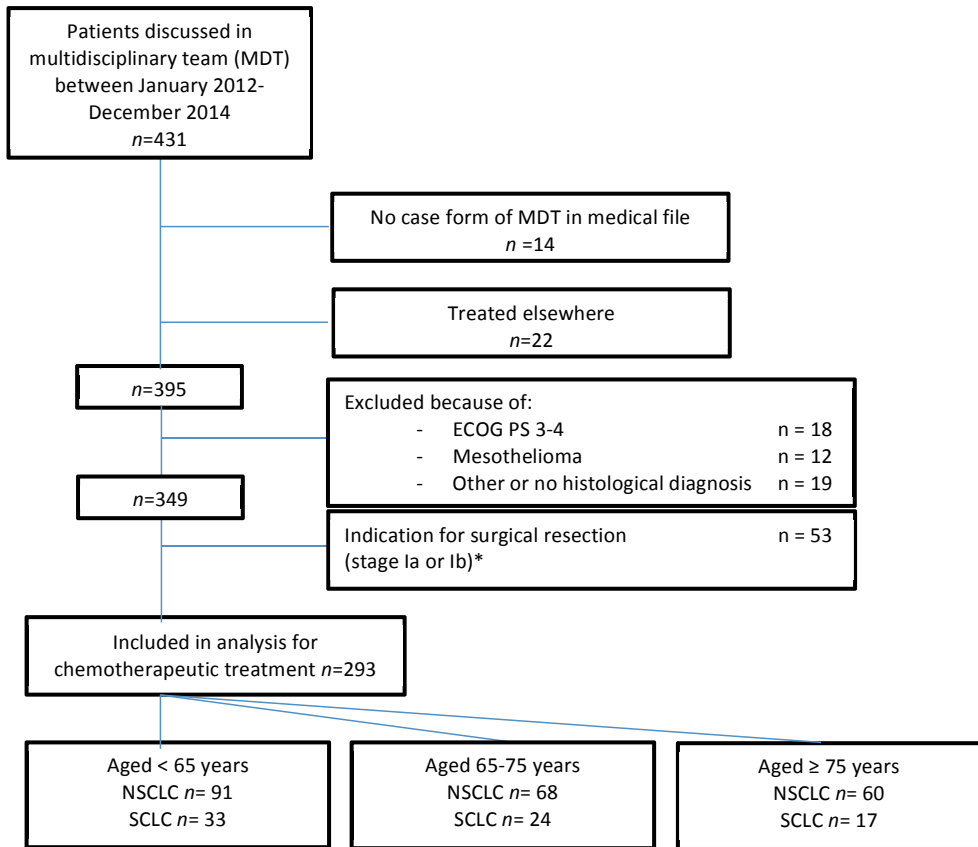 Patients discussed in
multidisciplinary team (MDT)
between January 2012-
December 2014
n=431
No case form of MDT in medical file
n =14
Treated elsewhere
n=22
n=395
Excluded because of:
- ECOG PS 3-4 n = 18
- Mesothelioma n = 12
- Other or no histological diagnosis n = 19
n=349
Indication for surgical resection n = 53
(stage Ia or Ib)*
Included in analysis for
chemotherapeutic treatment n=293
Aged < 65 years
NSCLC n= 91
SCLC n= 33
Aged 65-75 years
NSCLC n= 68
SCLC n= 24
Aged ≥ 75 years
NSCLC n= 60
SCLC n= 17